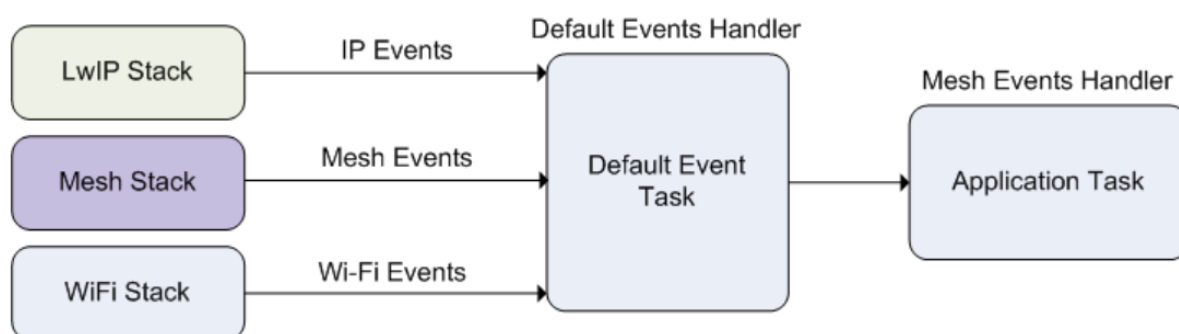 Default Events Handler
IP Events
LwIP Stack
Mesh Events Handler
Mesh Events
Default Event
Task
Mesh Stack
Application Task
Wi-Fi Events
WiFi Stack